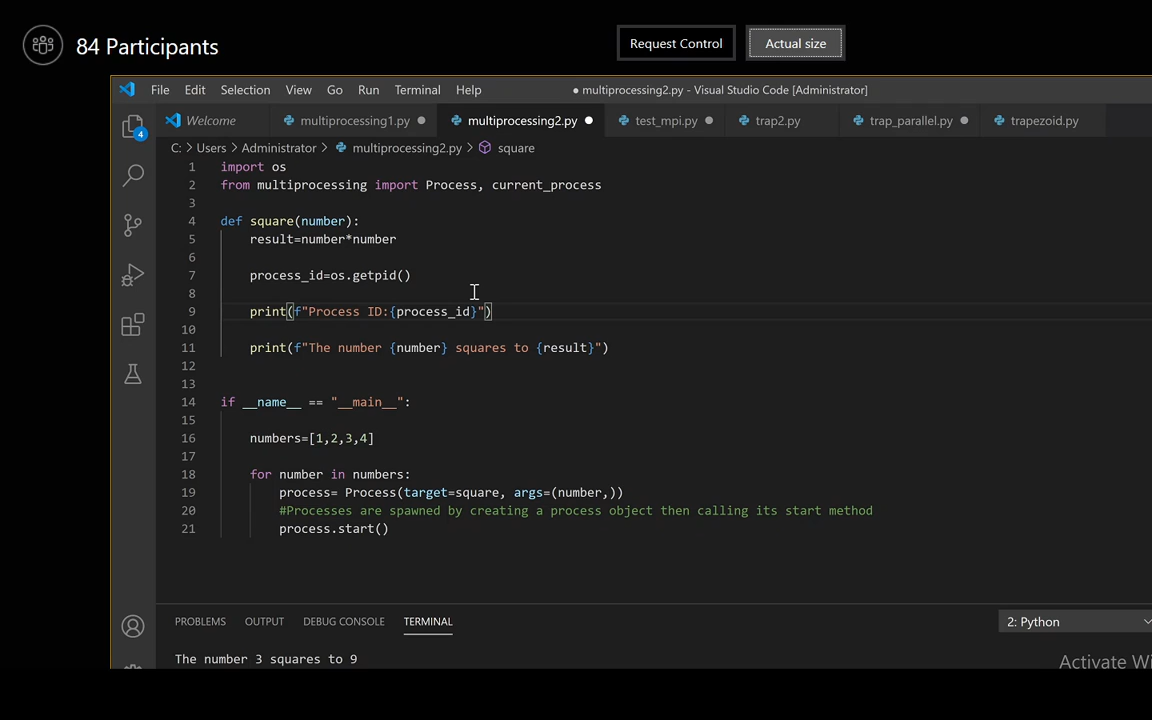 84 Participants
Request Control
Actual size
File Edit Selection View Go Run Terminal Help
● multiprocessing2.py - Visual Studio Code [Administrator]
Welcome multiprocessing1.py ● multiprocessing2.py ● test_mpi.py ● trap2.py trap_parallel.py ● trapezoid.py
4
C: > Users > Administrator > multiprocessing2.py > square
1 import os
2 from multiprocessing import Process, current_process
3
4 def square(number):
5     result=number*number
6
7     process_id=os.getpid()
8
9     print(f"Process ID:{process_id}")
10
11     print(f"The number {number} squares to {result}")
12
13
14 if __name__ == "__main__":
15
16     numbers=[1,2,3,4]
17
18     for number in numbers:
19         process= Process(target=square, args=(number,))
20         #Processes are spawned by creating a process object then calling its start method
21         process.start()
PROBLEMS OUTPUT DEBUG CONSOLE TERMINAL
2: Python
The number 3 squares to 9
Activate